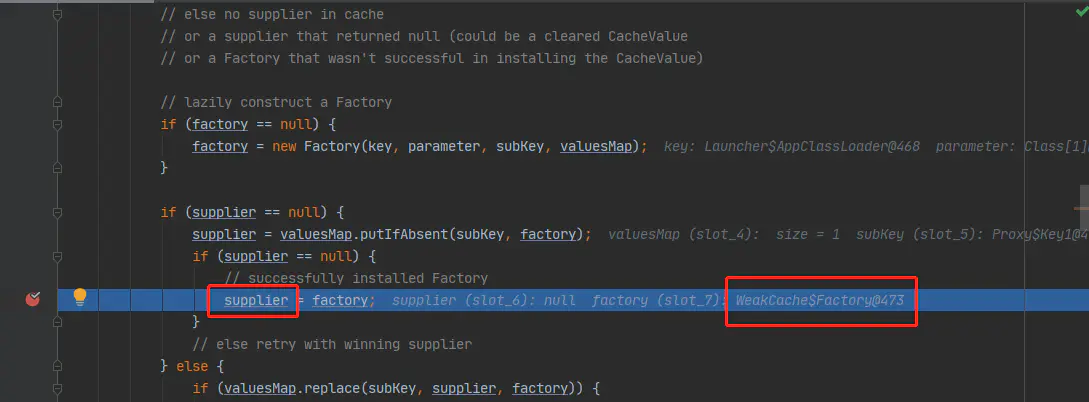 // else no supplier in cache
// or a supplier that returned null (could be a cleared CacheValue
// or a Factory that wasn't successful in installing the CacheValue)
// lazily construct a Factory
if (factory == null) {
factory = new Factory(key, parameter, subKey, valuesMap); key: Launcher$AppClassLoader@468 parameter: Class[1]
}
if (supplier == null) {
supplier = valuesMap.putIfAbsent(subKey, factory); valuesMap (slot_4): size = 1 subKey (slot_5): Proxy$Key1@4
if (supplier == null) {
// successfully installed Factory
supplier = factory; supplier (slot_6): null factory (slot_7): WeakCache$Factory@473
}
// else retry with winning supplier
} else {
if (valuesMap.replace(subKey, supplier, factory)) {